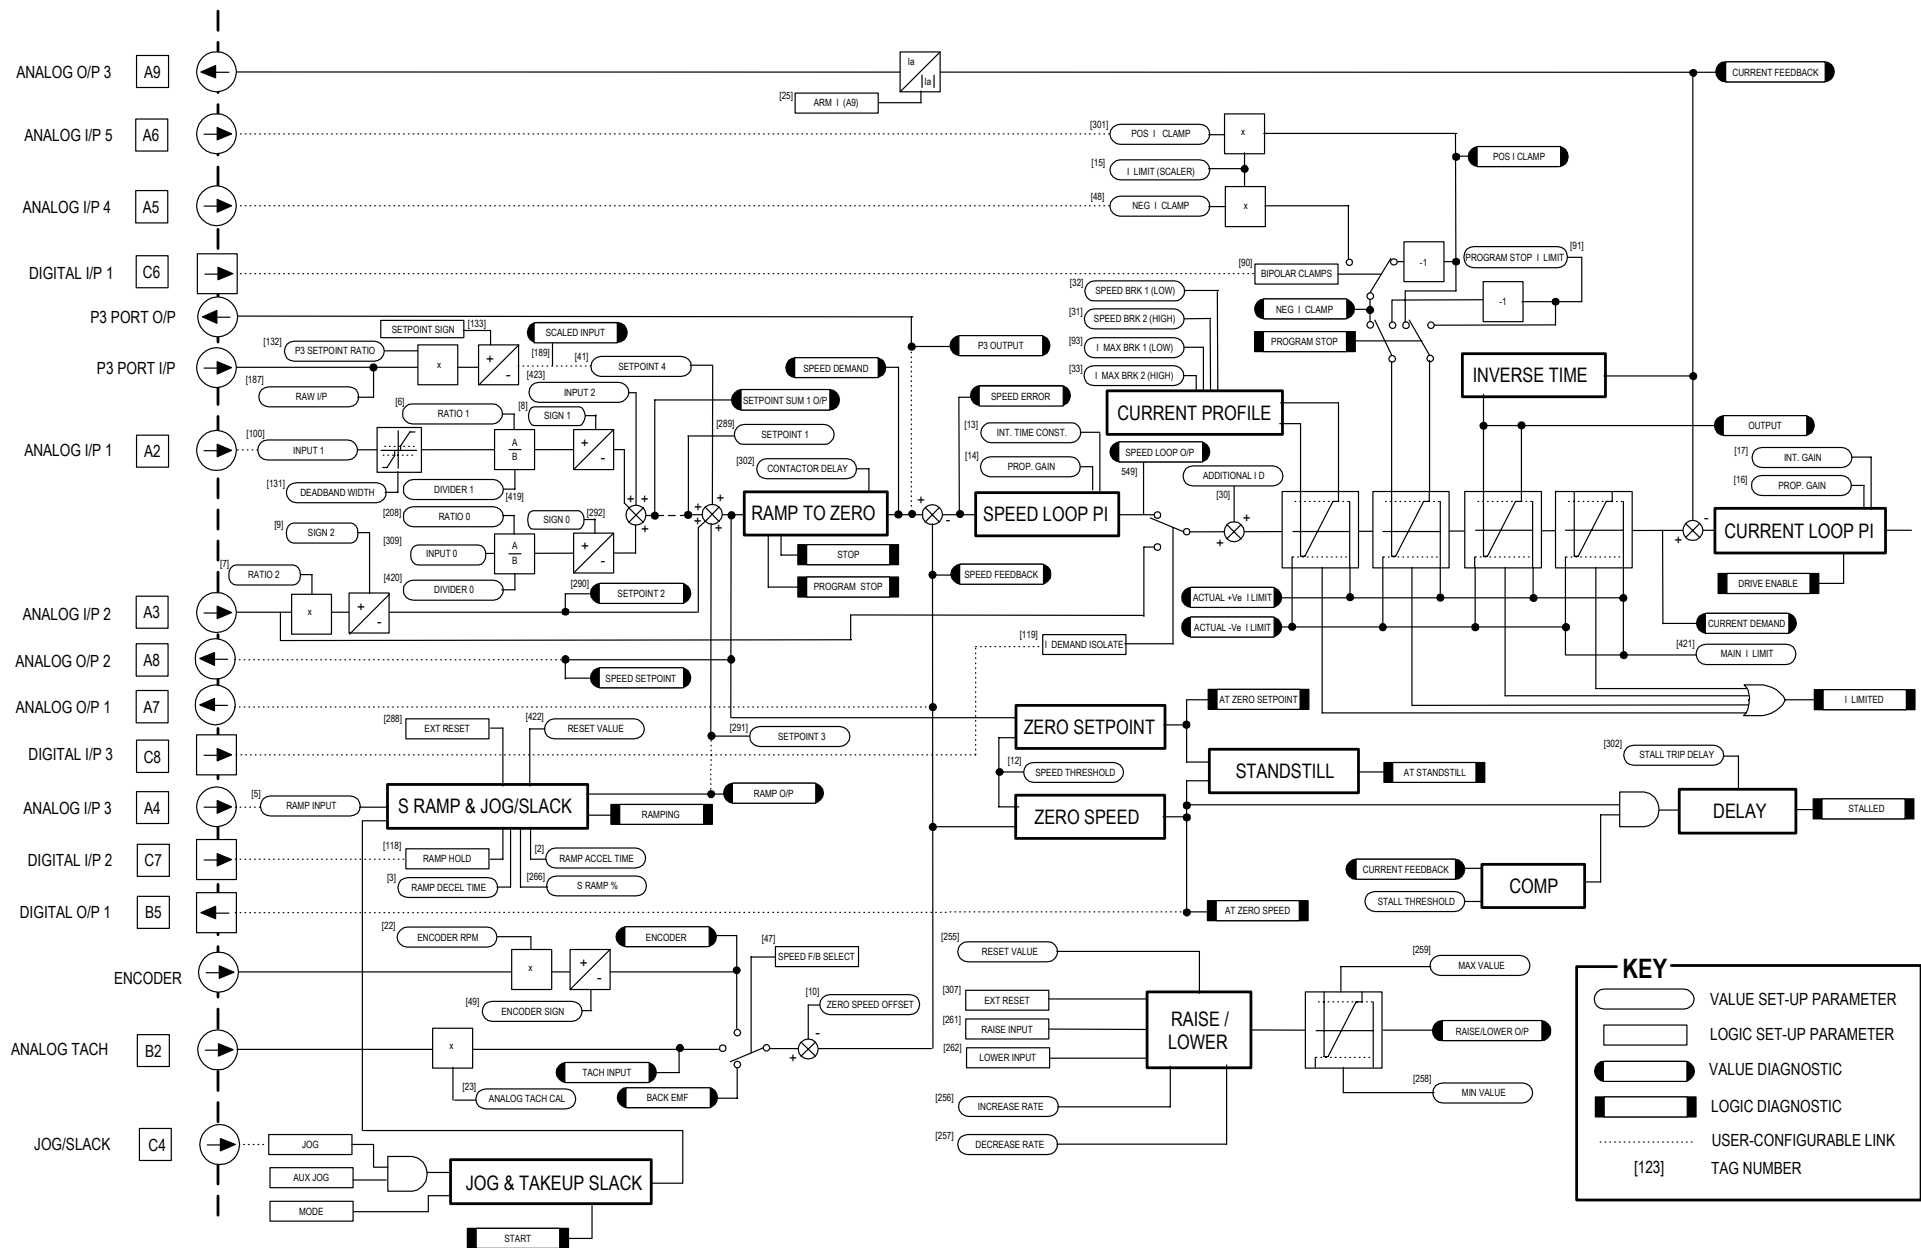 ANALOG O/P 3 A9
Ia
|Ia|
CURRENT FEEDBACK
[25] ARM I (A9)
ANALOG I/P 5 A6
[301] POS I CLAMP x
POS I CLAMP
[15] I LIMIT (SCALER)
ANALOG I/P 4 A5
[48] NEG I CLAMP x
DIGITAL I/P 1 C6
[90] BIPOLAR CLAMPS
-1
[91]
PROGRAM STOP I LIMIT
-1
NEG I CLAMP
PROGRAM STOP
[32] SPEED BRK 1 (LOW)
[31] SPEED BRK 2 (HIGH)
[93] I MAX BRK 1 (LOW)
[33] I MAX BRK 2 (HIGH)
CURRENT PROFILE
INVERSE TIME
P3 PORT O/P
P3 PORT I/P
SETPOINT SIGN [133]
SCALED INPUT
[132] P3 SETPOINT RATIO
x
+
-
[189]
[41] SETPOINT 4
[187]
RAW I/P
P3 OUTPUT
SPEED DEMAND
[423]
INPUT 2
SETPOINT SUM 1 O/P
SPEED ERROR
[6] RATIO 1
[8] SIGN 1
[289] SETPOINT 1
[13] INT. TIME CONST.
SPEED LOOP O/P
OUTPUT
ANALOG I/P 1 A2
[100] INPUT 1
A
B
+
-
[302] CONTACTOR DELAY
[14] PROP. GAIN
549]
ADDITIONAL I D
[30]
[17] INT. GAIN
[16] PROP. GAIN
[131] DEADBAND WIDTH
DIVIDER 1
[419]
[208] RATIO 0
SIGN 0 [292]
+
+
+
+
+
+
+
RAMP TO ZERO
-
SPEED LOOP PI
+
+
-
+
CURRENT LOOP PI
[9] SIGN 2
[309] INPUT 0
A
B
+
-
STOP
DRIVE ENABLE
[7] RATIO 2
[420] DIVIDER 0
[290] SETPOINT 2
PROGRAM STOP
SPEED FEEDBACK
ANALOG I/P 2 A3
x
+
-
ACTUAL +Ve I LIMIT
ACTUAL -Ve I LIMIT
CURRENT DEMAND
[119] I DEMAND ISOLATE
[421] MAIN I LIMIT
ANALOG O/P 2 A8
SPEED SETPOINT
ANALOG O/P 1 A7
AT ZERO SETPOINT
I LIMITED
[288] EXT RESET
[422] RESET VALUE
[291] SETPOINT 3
ZERO SETPOINT
DIGITAL I/P 3 C8
[12] SPEED THRESHOLD
STANDSTILL
AT STANDSTILL
[302] STALL TRIP DELAY
ANALOG I/P 3 A4
[5] RAMP INPUT
S RAMP & JOG/SLACK
RAMP O/P
RAMPING
ZERO SPEED
DELAY
STALLED
DIGITAL I/P 2 C7
[118] RAMP HOLD
[2] RAMP ACCEL TIME
[3] RAMP DECEL TIME
[266] S RAMP %
CURRENT FEEDBACK
COMP
STALL THRESHOLD
DIGITAL O/P 1 B5
AT ZERO SPEED
[22] ENCODER RPM
ENCODER
[47]
SPEED F/B SELECT
[255] RESET VALUE
[259] MAX VALUE
ENCODER
x
+
-
[49] ENCODER SIGN
[10] ZERO SPEED OFFSET
[307] EXT RESET
[261] RAISE INPUT
[262] LOWER INPUT
RAISE /
LOWER
RAISE/LOWER O/P
ANALOG TACH B2
x
-
+
TACH INPUT
BACK EMF
[23] ANALOG TACH CAL
[258] MIN VALUE
[256] INCREASE RATE
[257] DECREASE RATE
JOG/SLACK C4
JOG
AUX JOG
MODE
JOG & TAKEUP SLACK
START
KEY
VALUE SET-UP PARAMETER
LOGIC SET-UP PARAMETER
VALUE DIAGNOSTIC
LOGIC DIAGNOSTIC
USER-CONFIGURABLE LINK
[123] TAG NUMBER